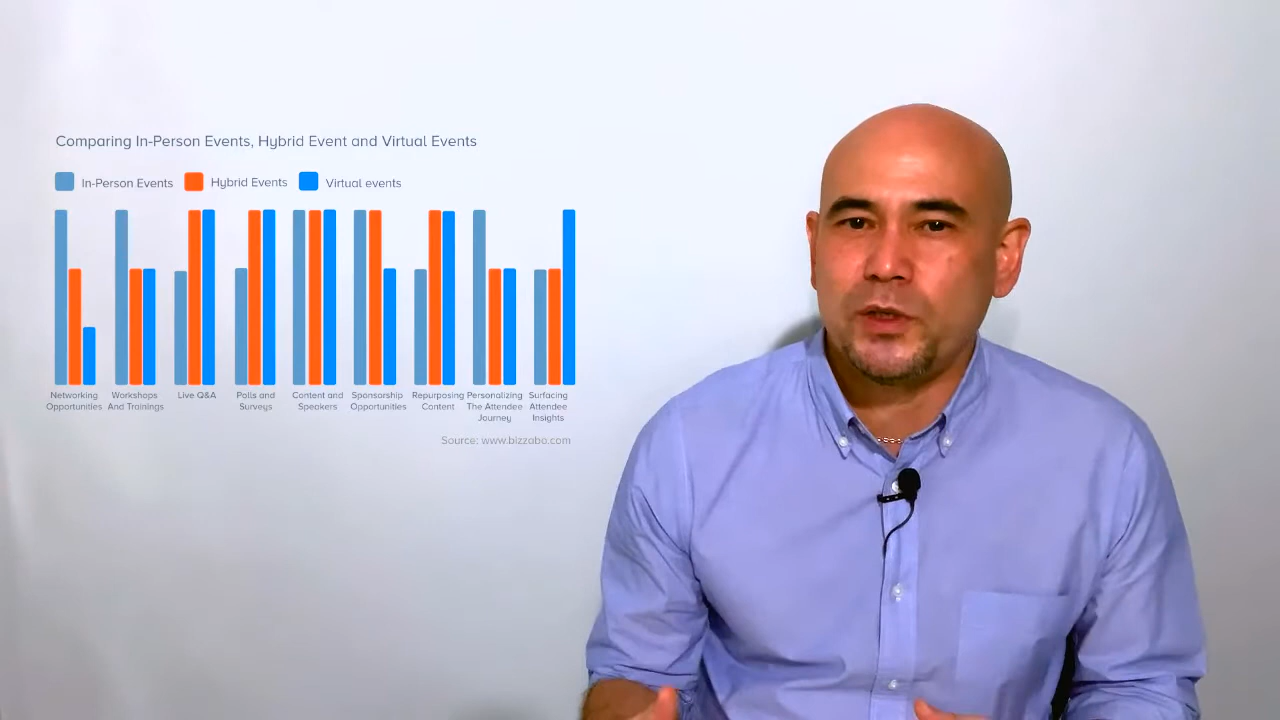 Comparing In-Person Events, Hybrid Event and Virtual Events
In-Person Events
Hybrid Events
Virtual events
Networking
Opportunities
Workshops
And Trainings
Live Q&A
Polls and
Surveys
Content and
Speakers
Sponsorship
Opportunities
Repurposing
Content
Personalizing
The Attendee
Journey
Surfacing
Attendee
Insights
Source: www.bizzabo.com